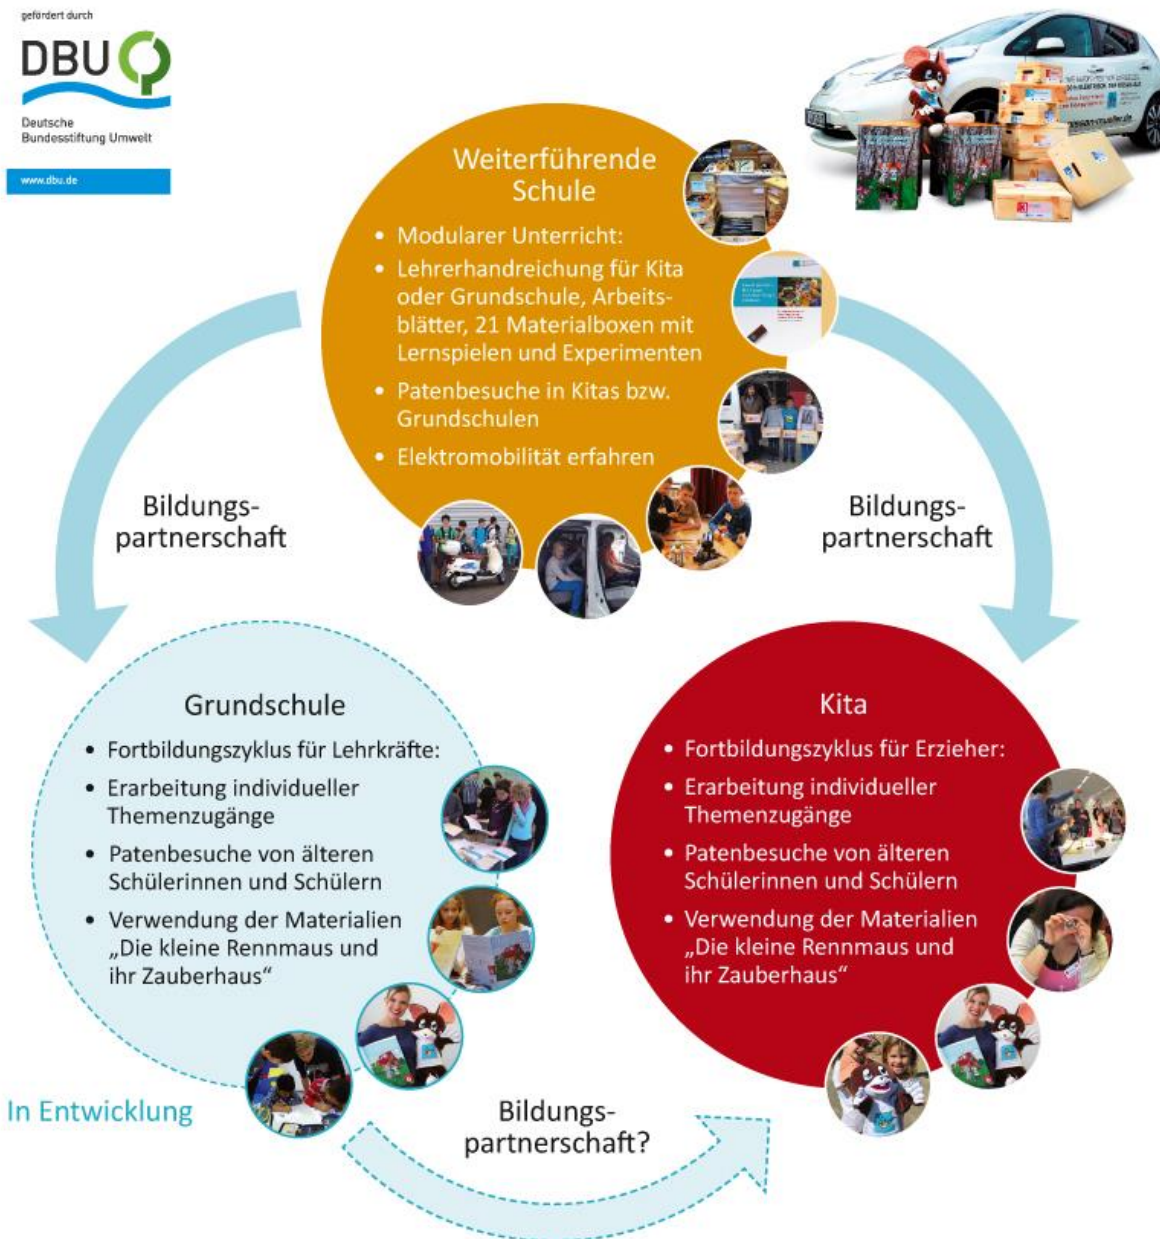 gefördert durch
DBU
Deutsche
Bundesstiftung Umwelt
www.dbu.de
Weiterführende
Schule
• Modularer Unterricht:
• Lehrerhandreichung für Kita
oder Grundschule, Arbeits-
blätter, 21 Materialboxen mit
Lernspielen und Experimenten
• Patenbesuche in Kitas bzw.
Grundschulen
• Elektromobilität erfahren
Bildungs-
partnerschaft
Bildungs-
partnerschaft
Grundschule
• Fortbildungszyklus für Lehrkräfte:
• Erarbeitung individueller
Themenzugänge
• Patenbesuche von älteren
Schülerinnen und Schülern
• Verwendung der Materialien
„Die kleine Rennmaus und
ihr Zauberhaus“
Kita
• Fortbildungszyklus für Erzieher:
• Erarbeitung individueller
Themenzugänge
• Patenbesuche von älteren
Schülerinnen und Schülern
• Verwendung der Materialien
„Die kleine Rennmaus und
ihr Zauberhaus“
In Entwicklung
Bildungs-
partnerschaft?